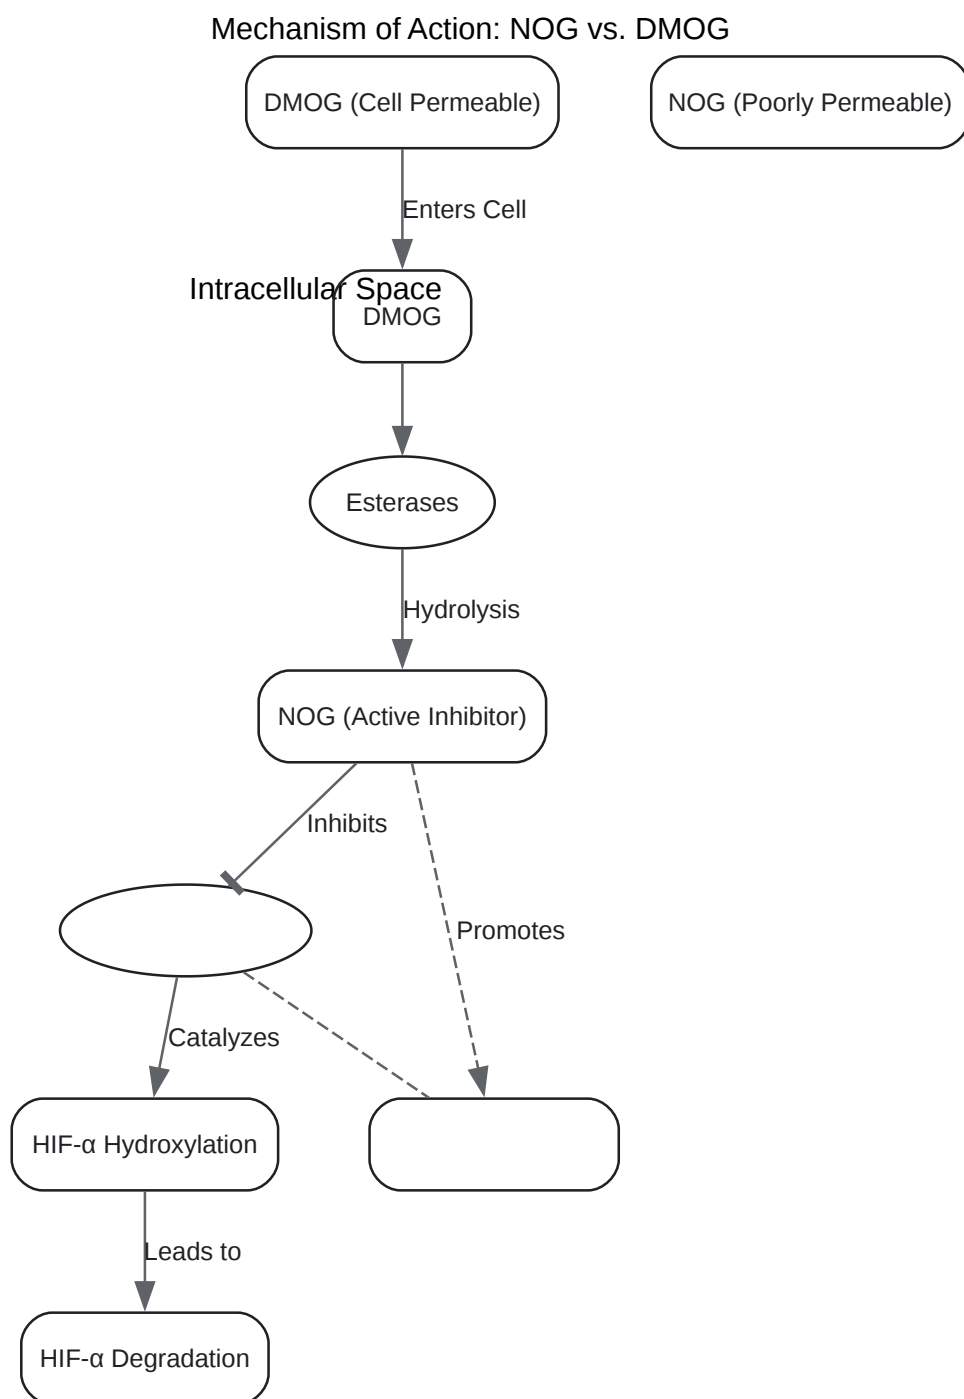 Mechanism of Action: NOG vs. DMOG
DMOG (Cell Permeable)
NOG (Poorly Permeable)
Enters Cell
Intracellular Space
DMOG
Esterases
Hydrolysis
NOG (Active Inhibitor)
Inhibits
Promotes
Catalyzes
HIF-α Hydroxylation
Leads to
HIF-α Degradation